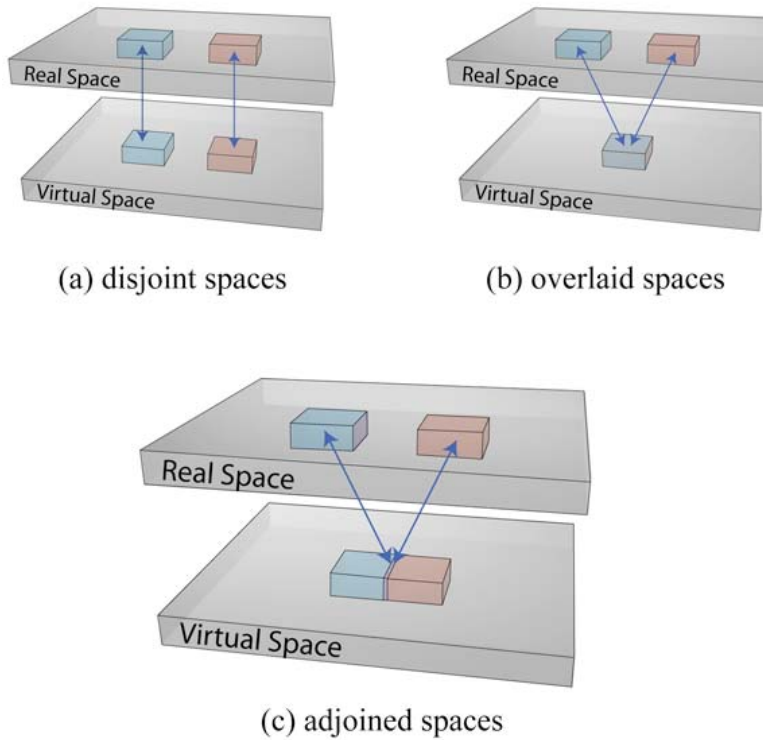 Real Space
Virtual Space
(a) disjoint spaces
Real Space
Virtual Space
(b) overlaid spaces
Real Space
Virtual Space
(c) adjoined spaces